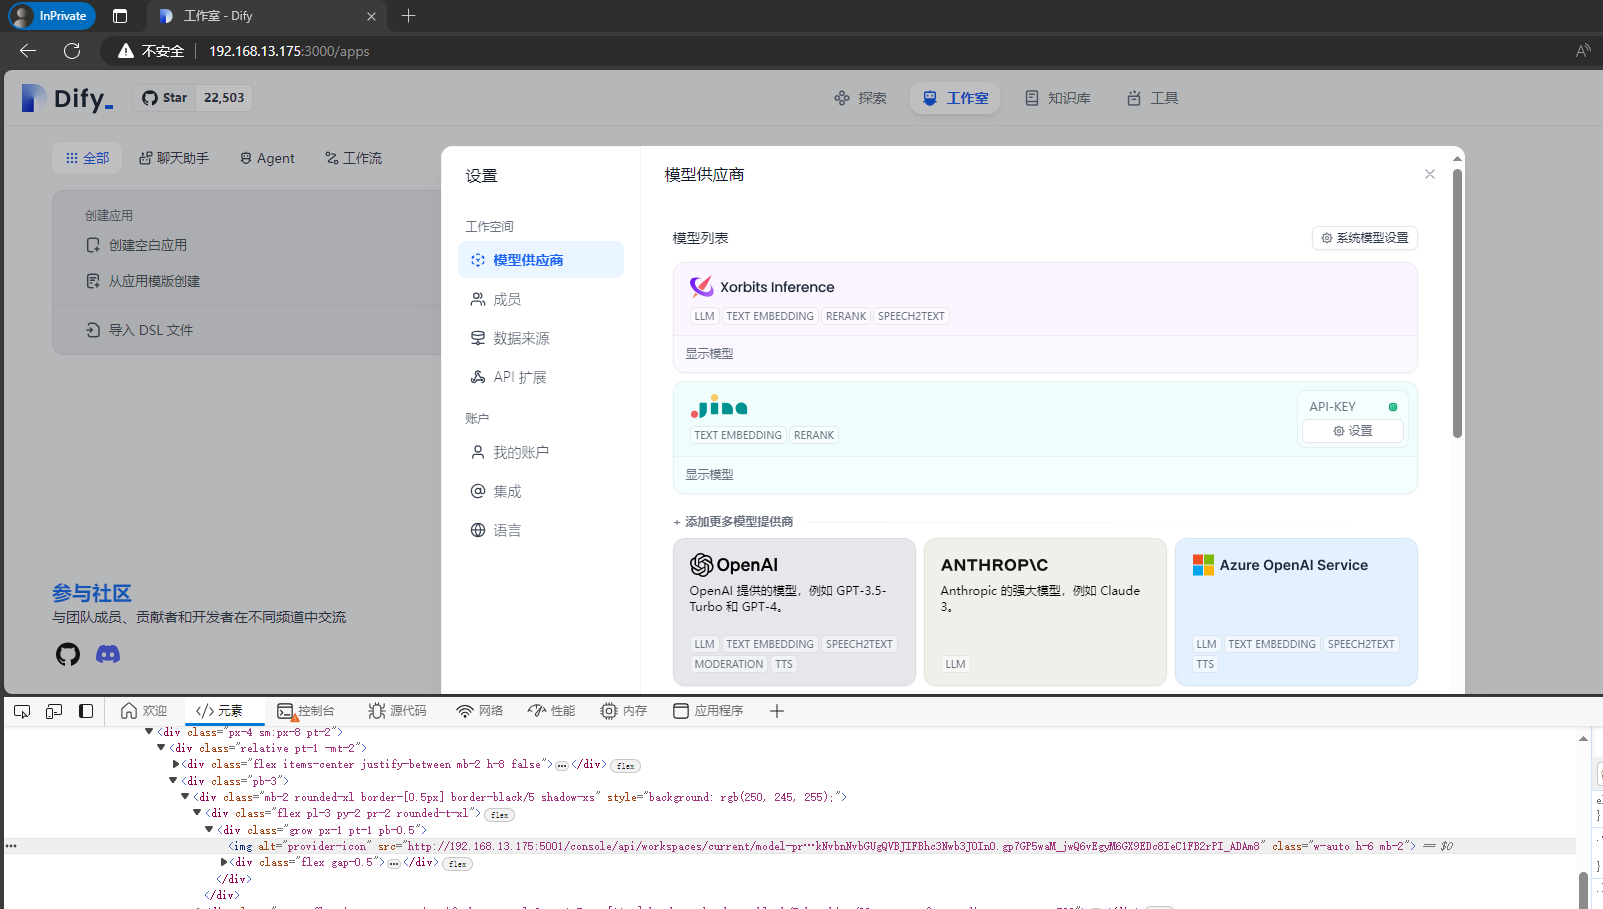 InPrivate
工作室 - Dify
不安全
192.168.13.175:3000/apps
Dify_
Star 22,503
探索
工作室
知识库
工具
全部
聊天助手
Agent
工作流
创建应用
创建空白应用
从应用模版创建
导入 DSL 文件
参与社区
与团队成员、贡献者和开发者在不同频道中交流
设置
工作空间
模型供应商
成员
数据来源
API 扩展
账户
我的账户
集成
语言
模型供应商
模型列表
系统模型设置
Xorbits Inference
LLM TEXT EMBEDDING RERANK SPEECH2TEXT
显示模型
Jina
API-KEY
设置
TEXT EMBEDDING RERANK
显示模型
+ 添加更多模型提供商
OpenAI
OpenAI 提供的模型，例如 GPT-3.5-
Turbo 和 GPT-4。
LLM TEXT EMBEDDING SPEECH2TEXT
MODERATION TTS
ANTHROP\C
Anthropic 的强大模型，例如 Claude
3。
LLM
Azure OpenAI Service
LLM TEXT EMBEDDING SPEECH2TEXT
TTS
欢迎
</> 元素
控制台
源代码
网络
性能
内存
应用程序
<div class="px-4 sm:px-8 pt-2">
<div class="relative pt-1 -mt-2">
<div class="flex items-center justify-between mb-2 h-8 false"> ··· </div> flex
<div class="pb-3">
<div class="mb-2 rounded-xl border-[0.5px] border-black/5 shadow-xs" style="background: rgb(250, 245, 255);">
<div class="flex pl-3 py-2 pr-2 rounded-t-xl"> flex
<div class="grow px-1 pt-1 pb-0.5">
<img alt="provider-icon" src="http://192.168.13.175:5001/console/api/workspaces/current/model-pr…kNvbnNvbGUgQVBJIFBhc3Nwb3J0In0.gp7GP5waM_jwQ6vEgyM6GX9EDc8IeC1FB2rPI_ADAm8" class="w-auto h-6 mb-2"> == $0
<div class="flex gap-0.5"> ··· </div> flex
</div>
</div>